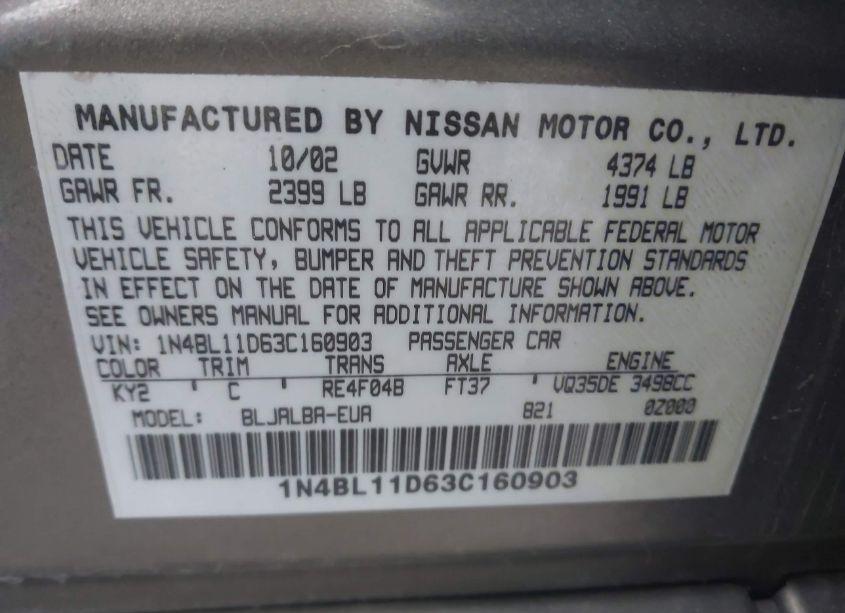 MANUFACTURED BY NISSAN MOTOR CO., LTD.
DATE 10/02 GVWR 4374 LB
GAWR FR. 2399 LB GAWR RR. 1991 LB
THIS VEHICLE CONFORMS TO ALL APPLICABLE FEDERAL MOTOR
VEHICLE SAFETY, BUMPER AND THEFT PREVENTION STANDARDS
IN EFFECT ON THE DATE OF MANUFACTURE SHOWN ABOVE.
SEE OWNERS MANUAL FOR ADDITIONAL INFORMATION.
VIN: 1N4BL11D63C160903 PASSENGER CAR
COLOR TRIM TRANS AXLE ENGINE
KY2 ' C ' RE4F04B FT37 ' VQ35DE 3498CC
MODEL: BLJALBA-EUA 821 0Z000
1N4BL11D63C160903